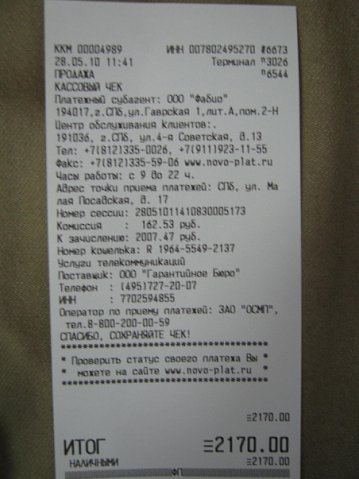 ККМ 00004989 ИНН 007802495270 #6673
28.05.10 11:41 Терминал п3026
ПРОДАЖА п6544
КАССОВЫЙ ЧЕК
Платежный субагент: ООО "Фабио"
194017,г.СПб,ул.Гаврская 1,лит.А,пом.2-Н
Центр обслуживания клиентов:.
191036, г.СПб, ул.4-я Советская, д.13
Тел: +7(812)335-0026, +7(911)923-11-55
Факс: +7(812)335-59-06 www.novo-plat.ru
Часы работы: с 9 до 22 ч.
Адрес точки приема платежей: СПб, ул. Ма
лая Посадская, д. 17
Номер сессии: 28051011410830005173
Комиссия : 162.53 руб.
К зачислению: 2007.47 руб.
Номер кошелька: R 1964-5549-2137
Услуги телекоммуникаций
Поставщик: ООО "Гарантийное Бюро"
Телефон : (495)727-20-07
ИНН : 7702594855
Оператор по приему платежей: ЗАО "ОСМП",
тел.8-800-200-00-59
СПАСИБО, СОХРАНЯЙТЕ ЧЕК!
****************************************
* Проверить статус своего платежа Вы *
* можете на сайте www.novo-plat.ru *
****************************************
≡2170.00
ИТОГ ≡2170.00
НАЛИЧНЫМИ ≡2170.00
ФП